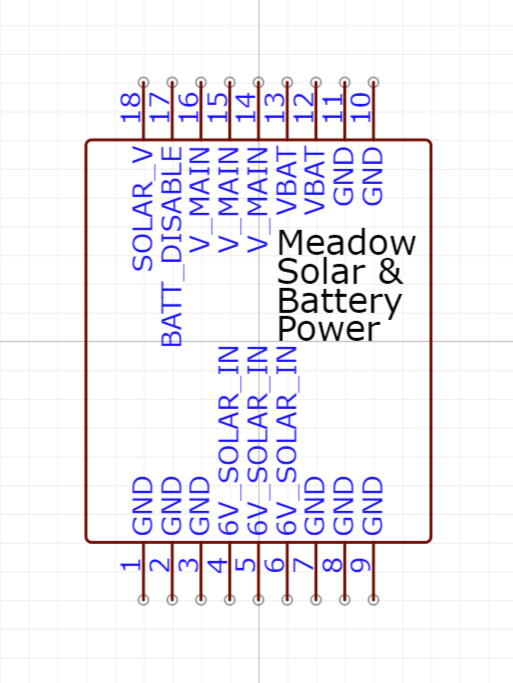 18 17 16 15 14 13 12 11 10
SOLAR_V
BATT_DISABLE
V_MAIN
V_MAIN
V_MAIN
VBAT
VBAT
GND
GND
Meadow
Solar &
Battery
Power
GND
GND
GND
6V_SOLAR_IN
6V_SOLAR_IN
6V_SOLAR_IN
GND
GND
GND
1 2 3 4 5 6 7 8 9